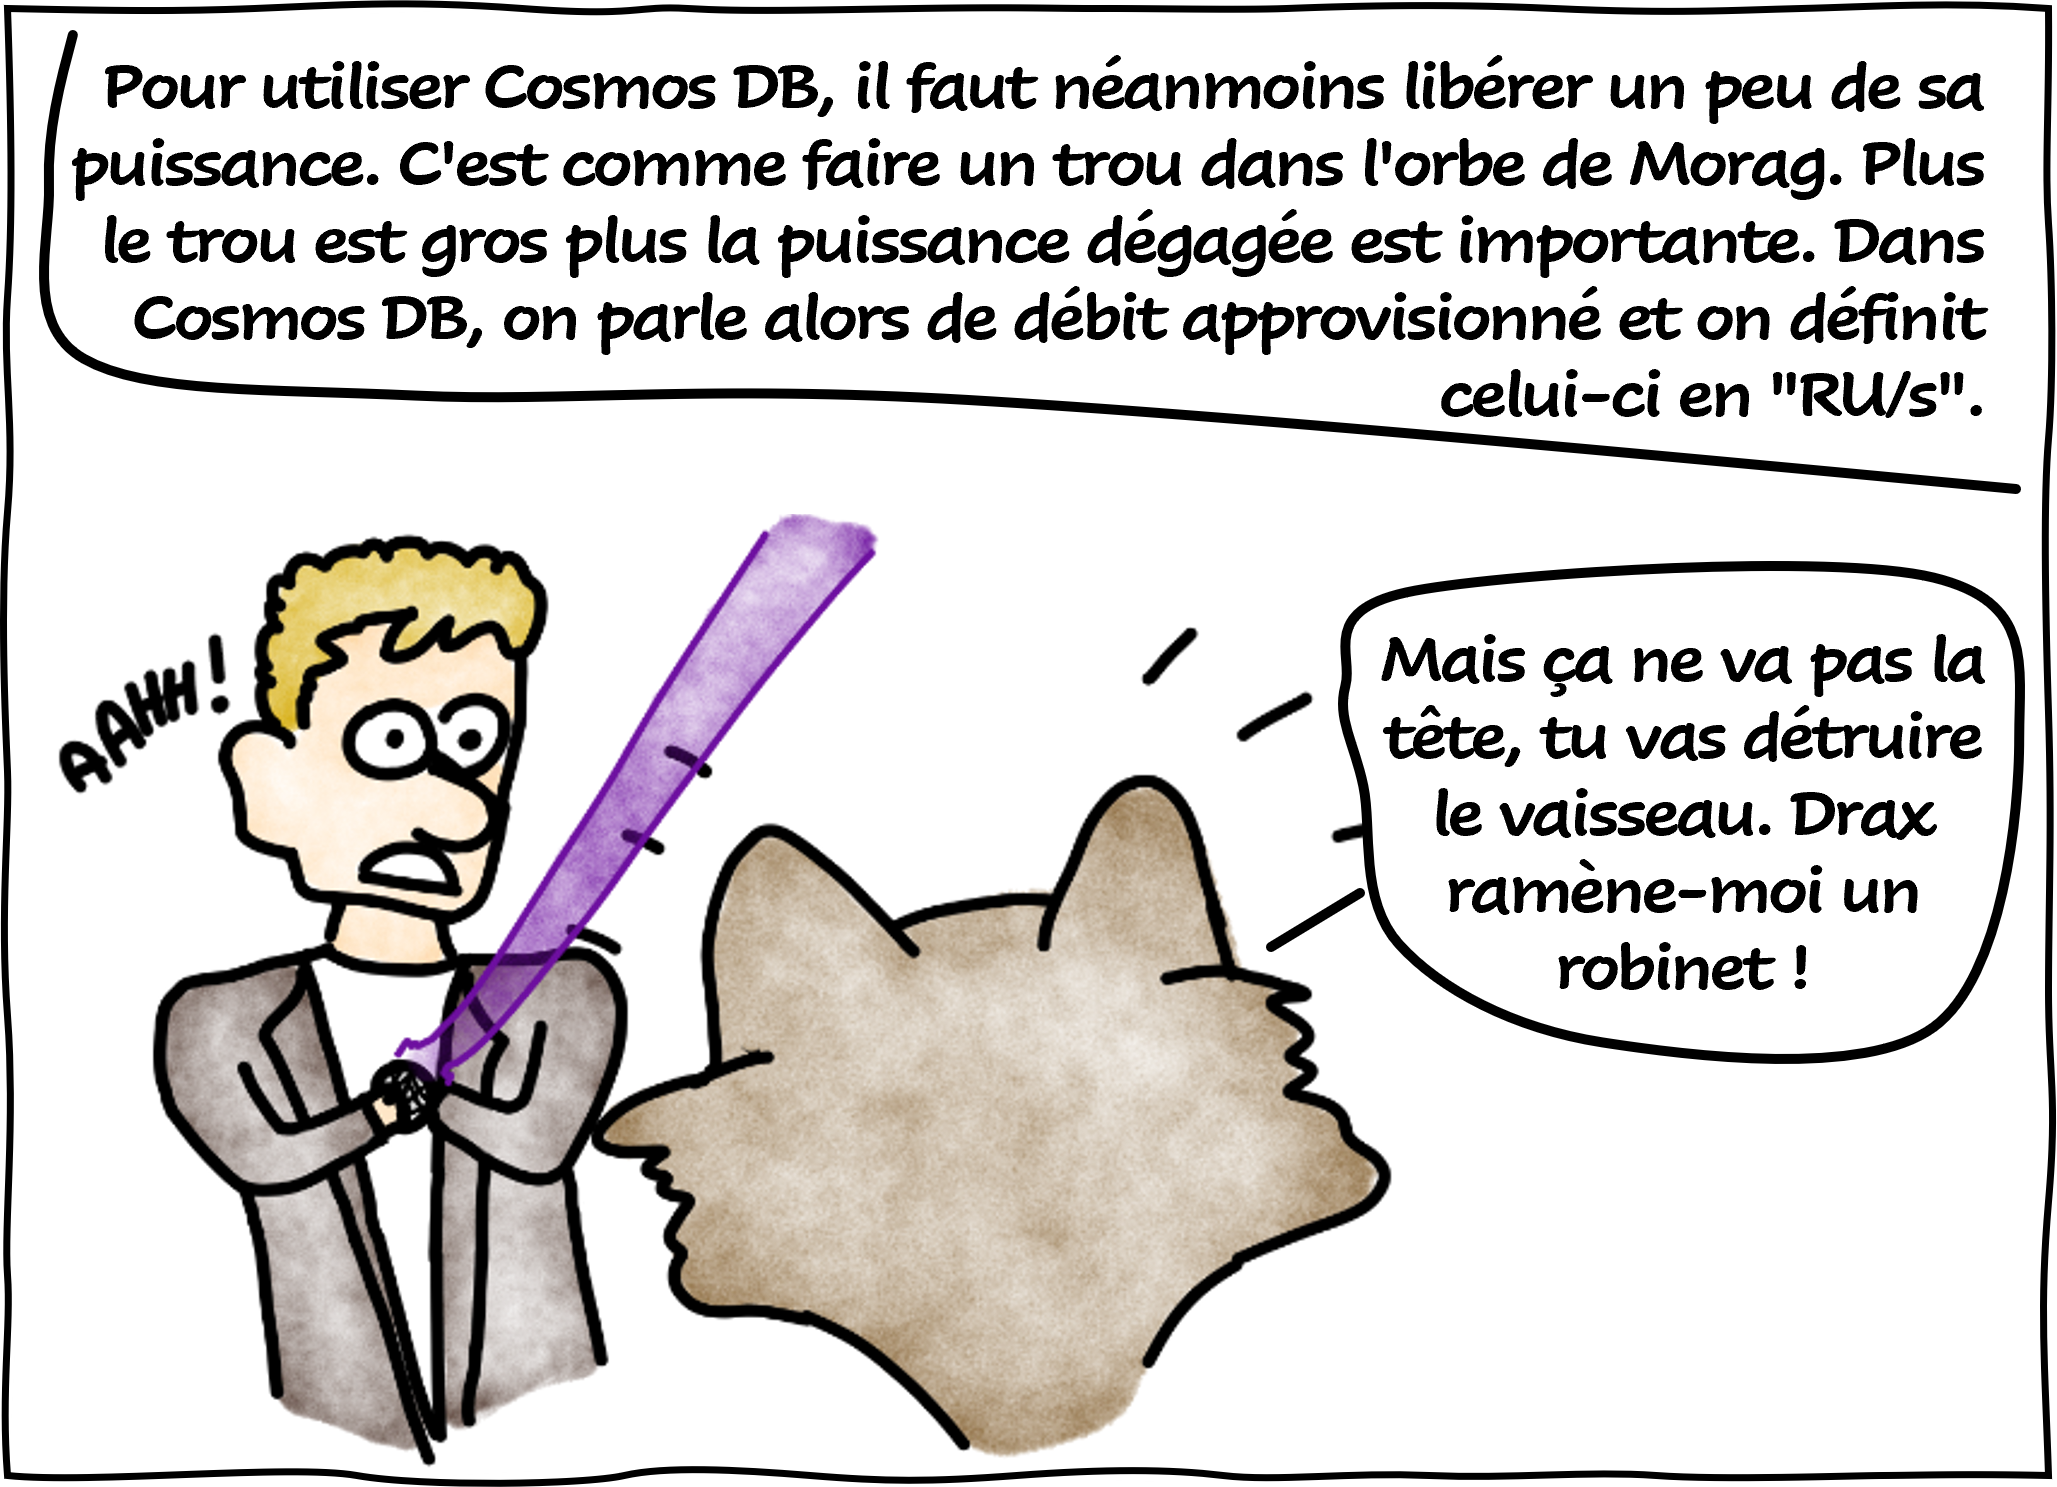 Pour utiliser Cosmos DB, il faut néanmoins libérer un peu de sa
puissance. C'est comme faire un trou dans l'orbe de Morag. Plus
le trou est gros plus la puissance dégagée est importante. Dans
Cosmos DB, on parle alors de débit approvisionné et on définit
celui-ci en "RU/s".
AAHH !
Mais ça ne va pas la
tête, tu vas détruire
le vaisseau. Drax
ramène-moi un
robinet !